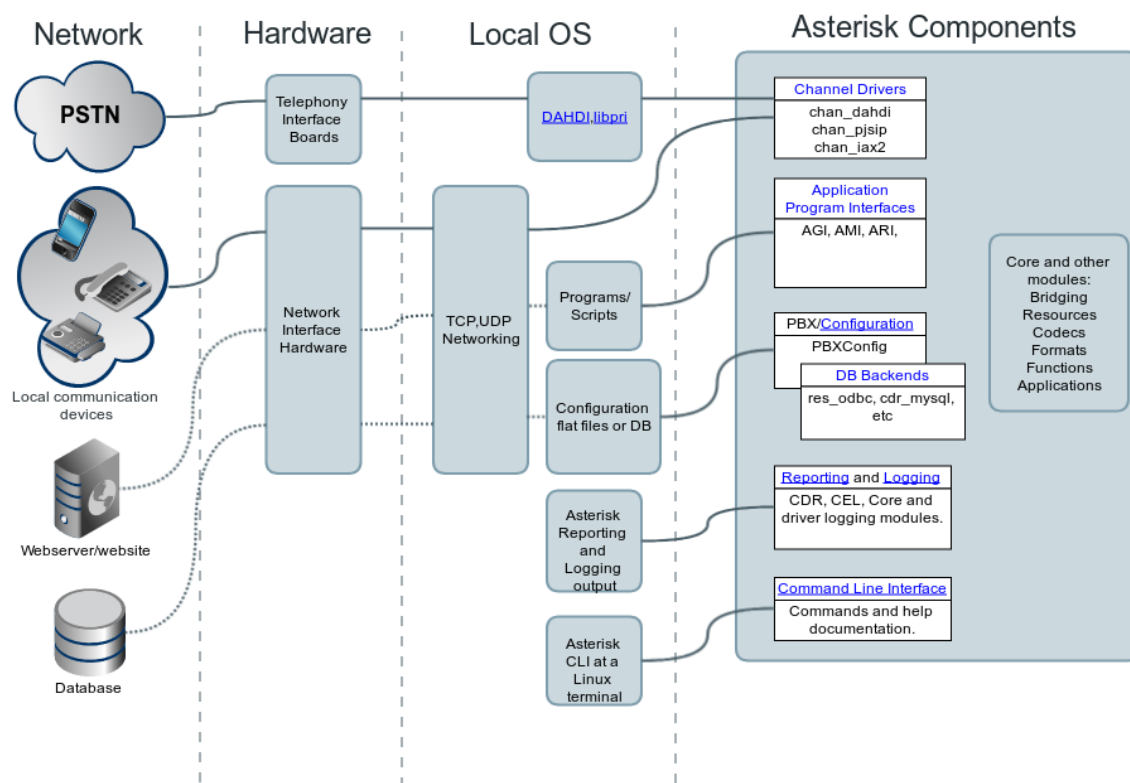 Network
Hardware
Local OS
Asterisk Components
PSTN
Telephony
Interface
Boards
DAHDI,libpri
Channel Drivers
chan_dahdi
chan_pjsip
chan_iax2
Local communication
devices
Network
Interface
Hardware
TCP,UDP
Networking
Programs/
Scripts
Application
Program Interfaces
AGI, AMI, ARI,
Core and other
modules:
Bridging
Resources
Codecs
Formats
Functions
Applications
Configuration
flat files or DB
PBX/Configuration
PBXConfig
DB Backends
res_odbc, cdr_mysql,
etc
Webserver/website
Asterisk
Reporting
and
Logging
output
Reporting and Logging
CDR, CEL, Core and
driver logging modules.
Database
Asterisk
CLI at a
Linux
terminal
Command Line Interface
Commands and help
documentation.